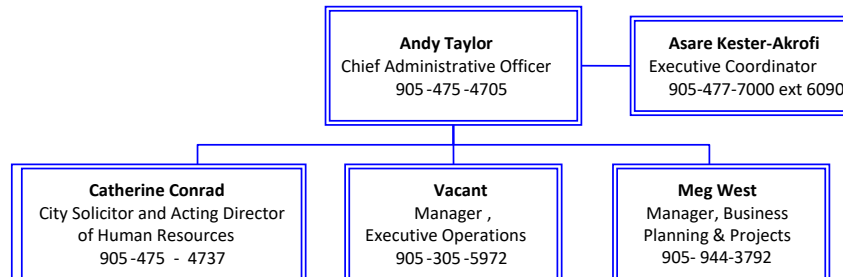 Andy Taylor
Chief Administrative Officer
905-475-4705
Asare Kester-Akrofi
Executive Coordinator
905-477-7000 ext 6090
Catherine Conrad
City Solicitor and Acting Director
of Human Resources
905-475 - 4737
Vacant
Manager ,
Executive Operations
905-305-5972
Meg West
Manager, Business
Planning & Projects
905- 944-3792